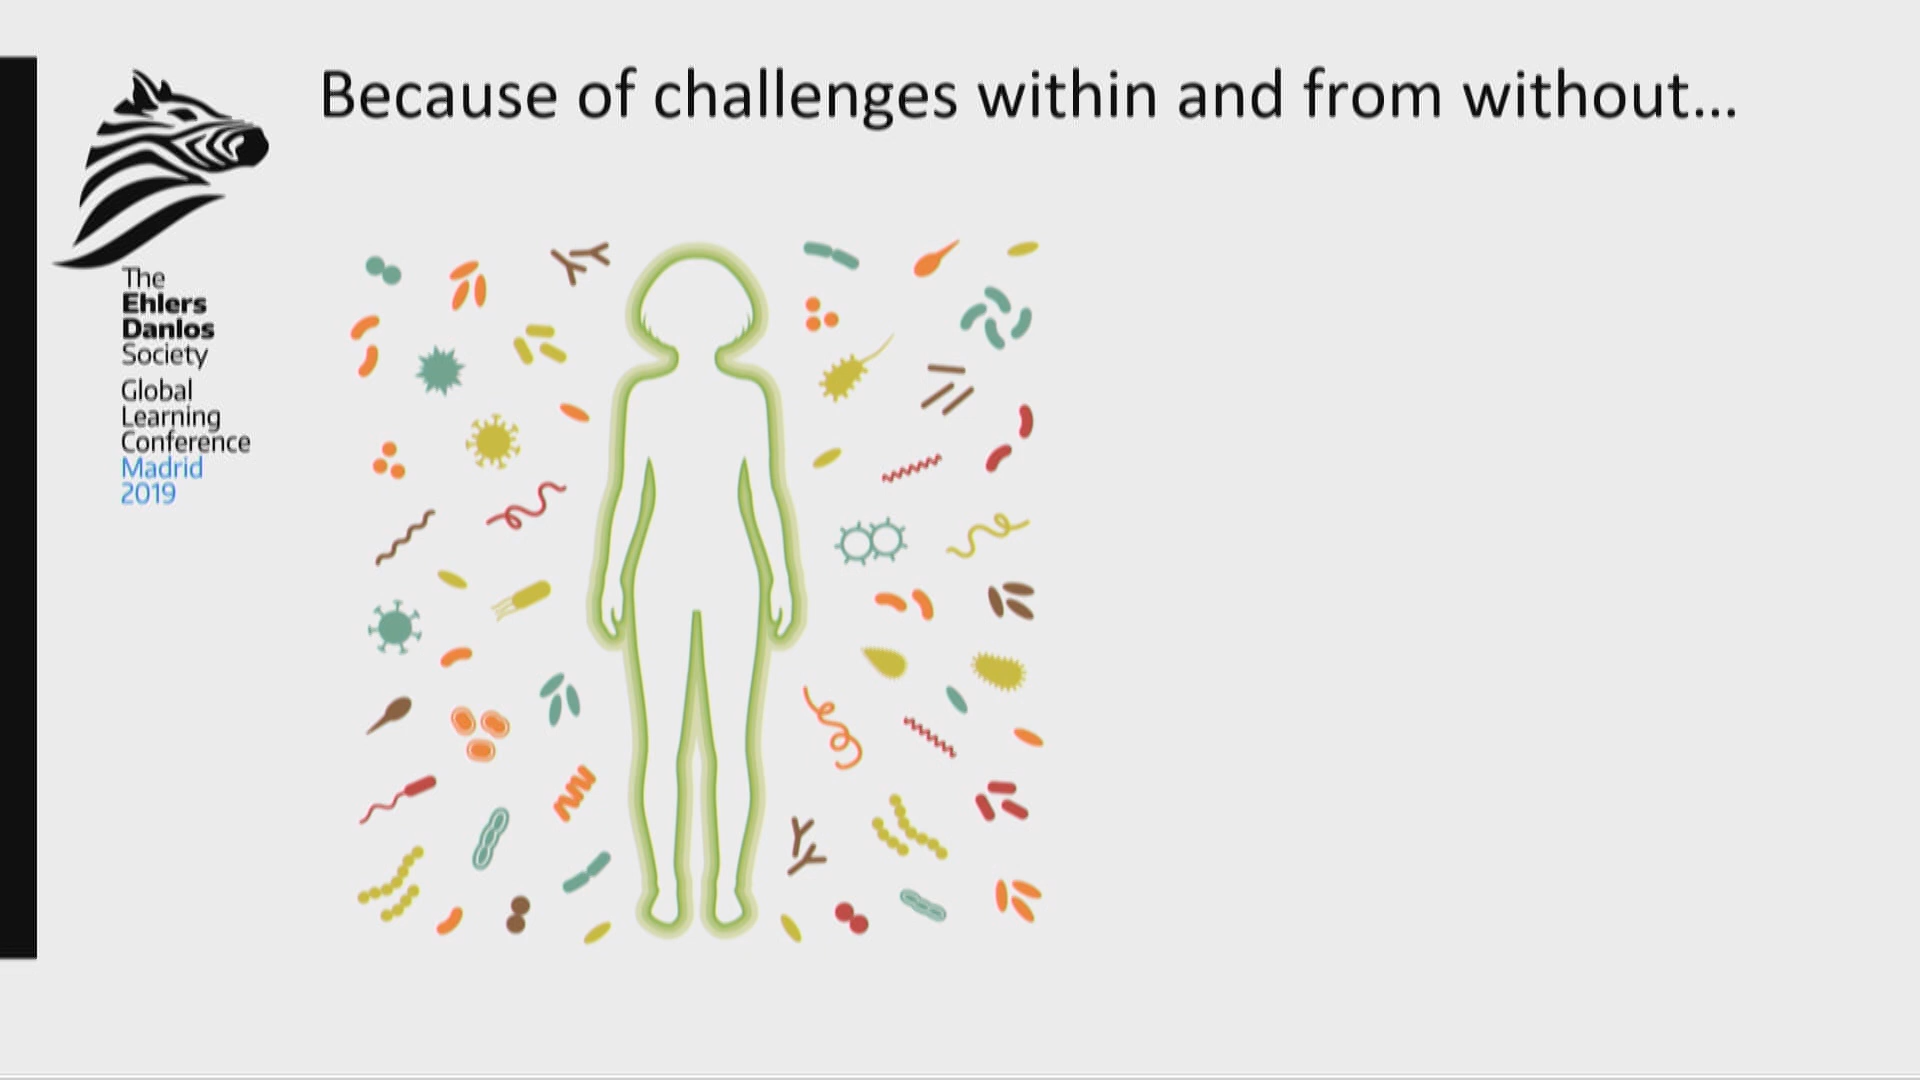 Because of challenges within and from without...
The
Ehlers
Danlos
Society
Global
Learning
Conference
Madrid
2019